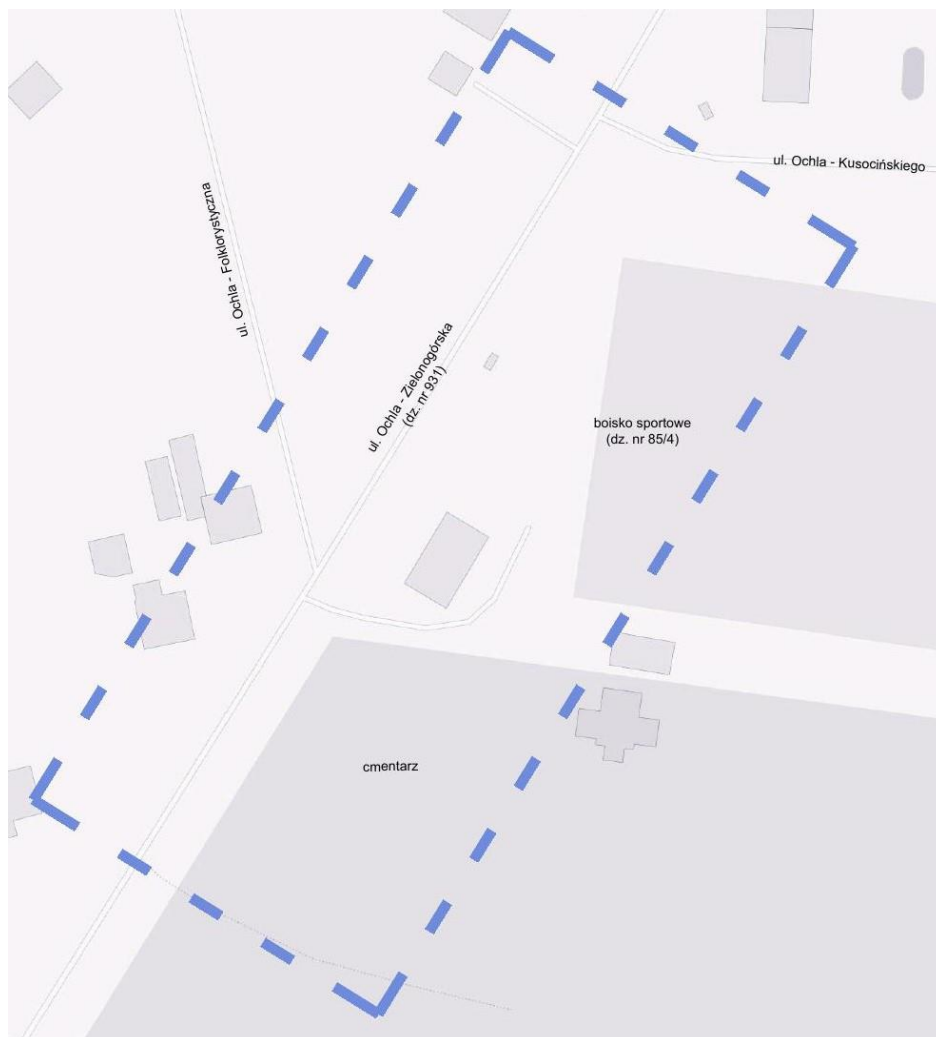 ul. Ochla - Kusocińskiego
ul. Ochla - Folklorystyczna
ul. Ochla - Zielonogórska
(dz. nr 931)
boisko sportowe
(dz. nr 85/4)
cmentarz